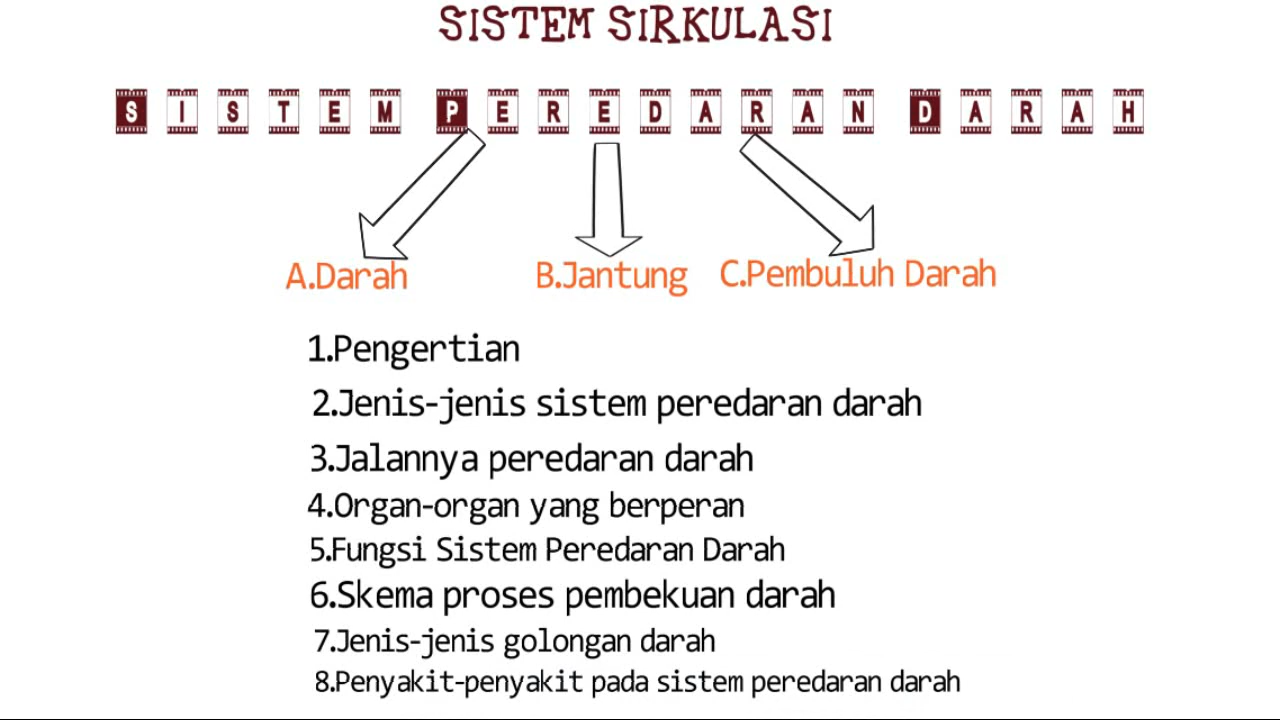 SISTEM SIRKULASI
SISTEM PEREDARAN DARAH
A.Darah B.Jantung C.Pembuluh Darah
1.Pengertian
2.Jenis-jenis sistem peredaran darah
3.Jalannya peredaran darah
4.Organ-organ yang berperan
5.Fungsi Sistem Peredaran Darah
6.Skema proses pembekuan darah
7.Jenis-jenis golongan darah
8.Penyakit-penyakit pada sistem peredaran darah